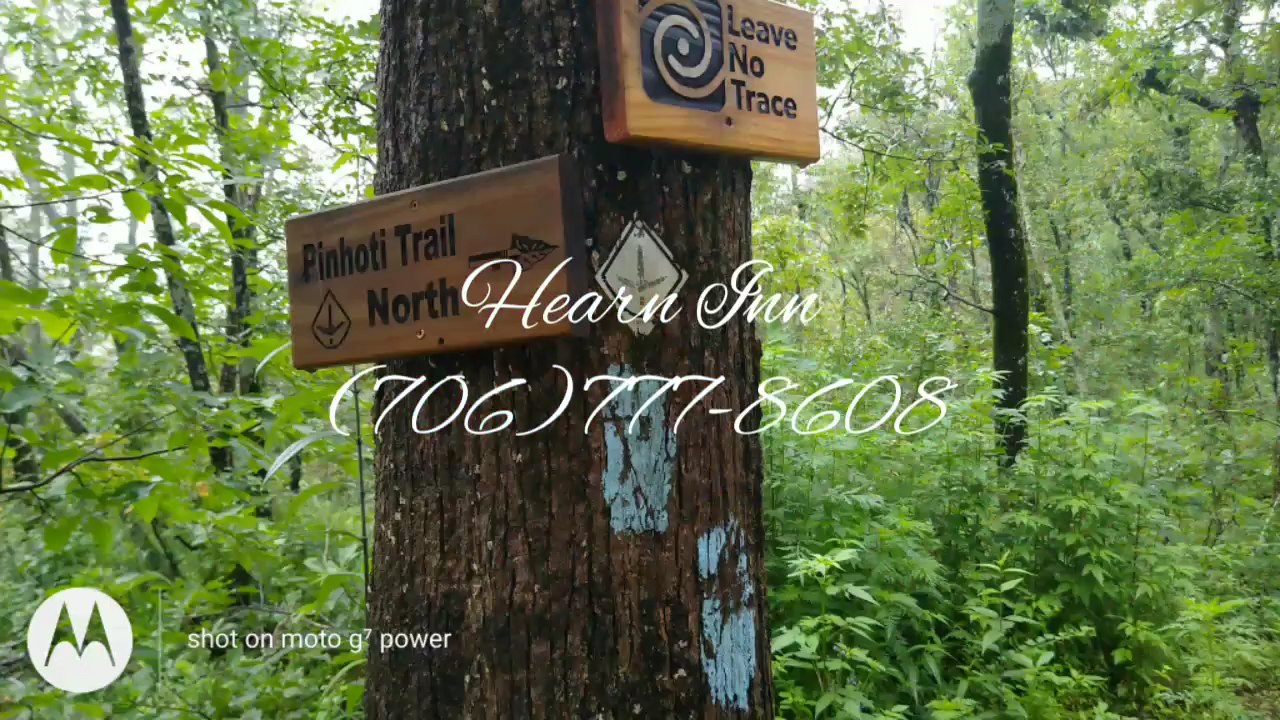 Leave
No
Trace
Pinhoti Trail
North
Hearn Inn
(706)777-8608
shot on moto g⁷ power